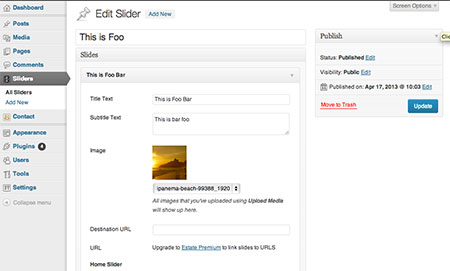 Dashboard
Posts
Media
Pages
Comments
Sliders
All Sliders
Add New
Contact
Appearance
Plugins 4
Users
Tools
Settings
Collapse menu
Screen Options
Edit Slider Add New
This is Foo
Slides
This is Foo Bar
Title Text This is Foo Bar
Subtitle Text This is bar foo
Image
ipanema-beach-99388_1920
All images that you've uploaded using Upload Media
will show up here.
Destination URL
URL Upgrade to Estate Premium to link slides to URLS
Home Slider
Publish
Status: Published Edit
Visibility: Public Edit
Published on: Apr 17, 2013 @ 10:03 Edit
Move to Trash Update